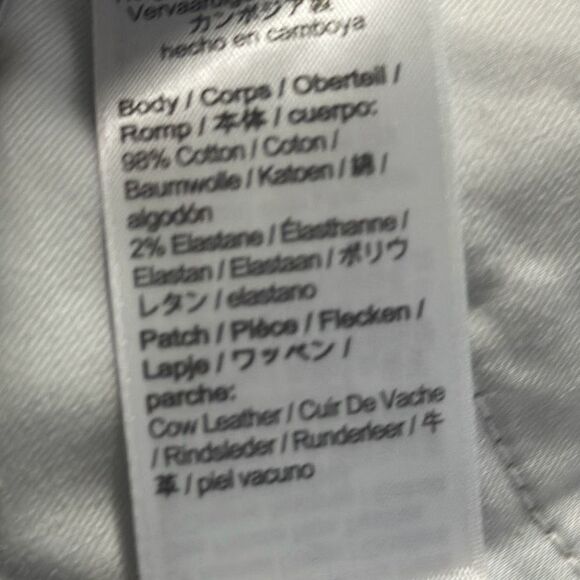 カンボジア製
hecho en camboya
Body / Corps / Oberteil /
Romp / 本体 / cuerpo:
98% Cotton / Coton /
Baumwolle / Katoen / 綿 /
algodón
2% Elastane / Élasthanne /
Elastan / Elastaan / ポリウ
レタン / elastano
Patch / Pièce / Flecken /
Lapje / ワッペン /
parche:
Cow Leather / Cuir De Vache
/ Rindsleder / Runderleer / 牛
革 / piel vacuno